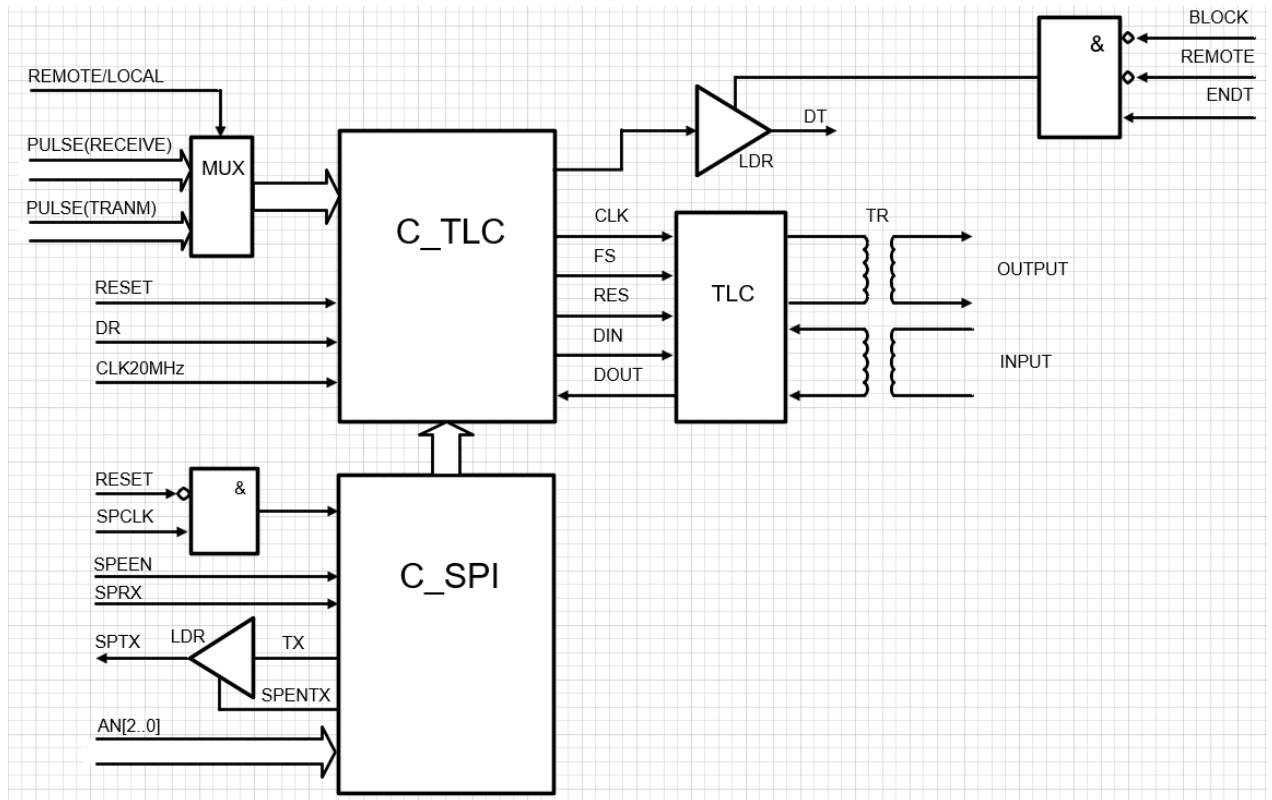 BLOCK
&
REMOTE
ENDT
REMOTE/LOCAL
DT
LDR
PULSE(RECEIVE)
MUX
PULSE(TRANM)
C_TLC
CLK
TR
FS
OUTPUT
RESET
RES
TLC
DR
DIN
INPUT
CLK20MHz
DOUT
RESET
&
SPCLK
SPEEN
C_SPI
SPRX
SPTX
LDR
TX
SPENTX
AN[2..0]